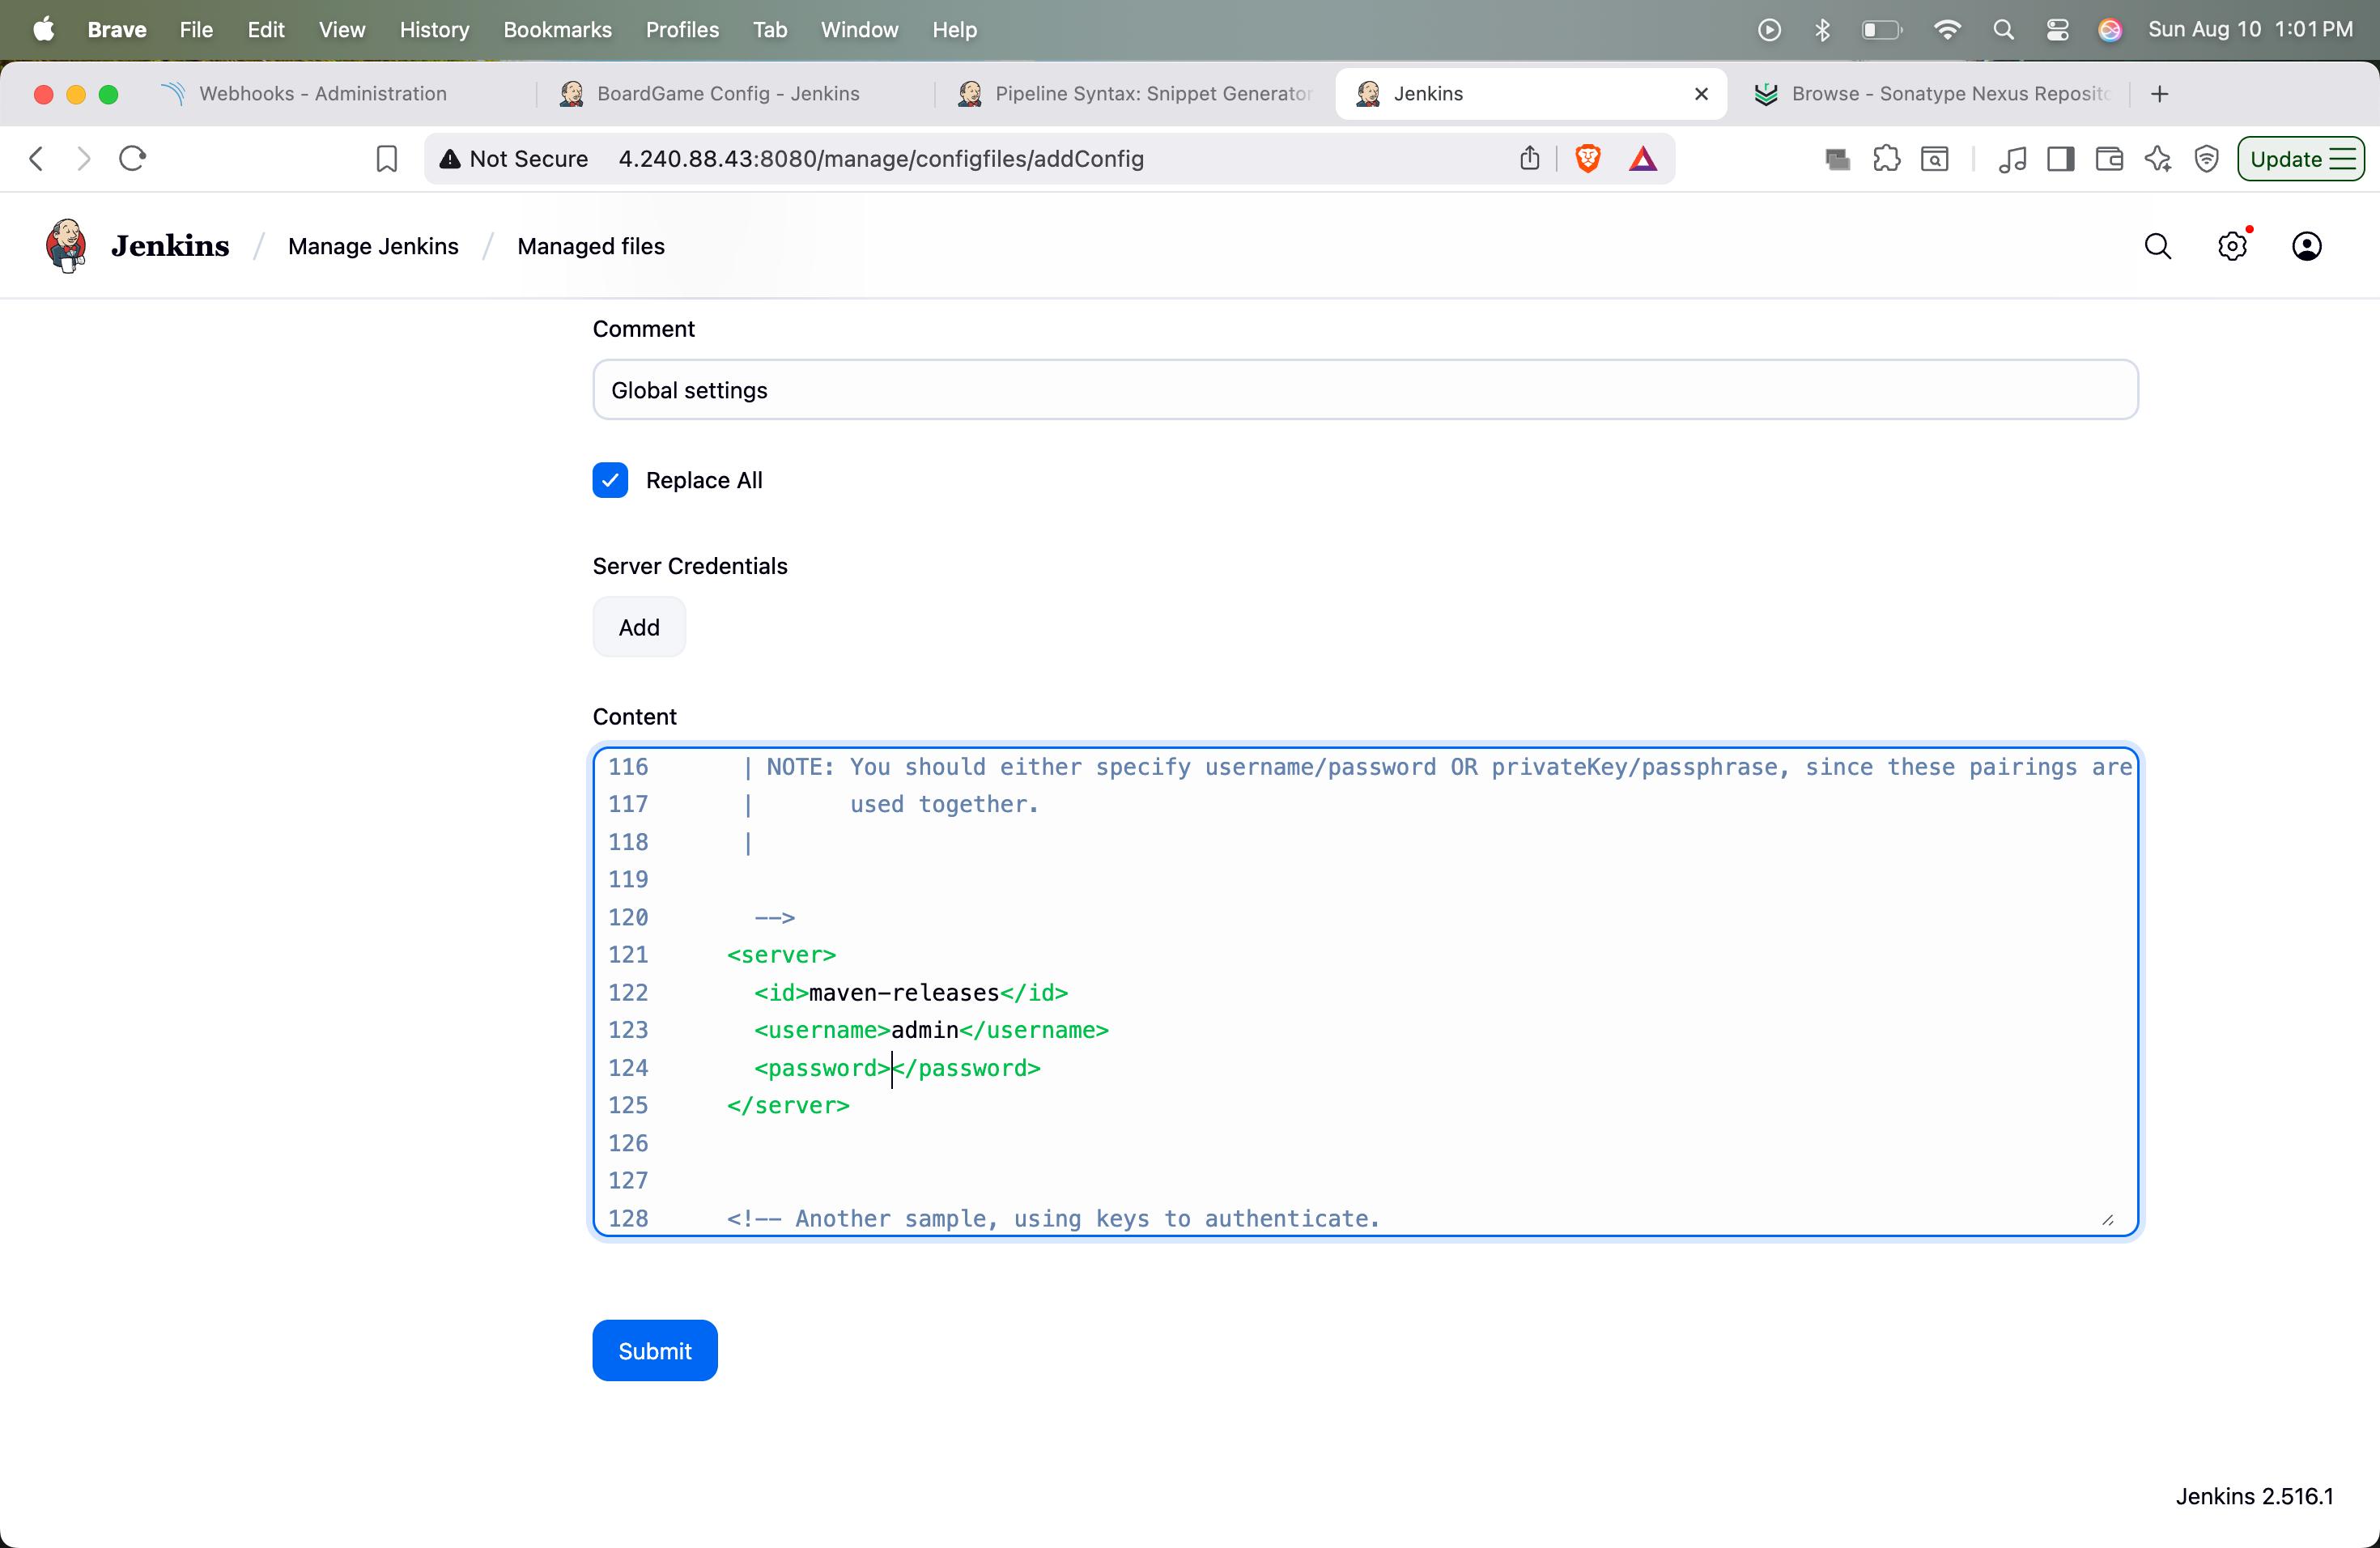 Brave File Edit View History Bookmarks Profiles Tab Window Help Sun Aug 10 1:01 PM
Webhooks - Administration BoardGame Config - Jenkins Pipeline Syntax: Snippet Generator Jenkins Browse - Sonatype Nexus Reposito
Not Secure 4.240.88.43:8080/manage/configfiles/addConfig Update
Jenkins / Manage Jenkins / Managed files
Comment
Global settings
Replace All
Server Credentials
Add
Content
116 | NOTE: You should either specify username/password OR privateKey/passphrase, since these pairings are
117 | used together.
118 |
119
120 -->
121 <server>
122 <id>maven-releases</id>
123 <username>admin</username>
124 <password></password>
125 </server>
126
127
128 <!-- Another sample, using keys to authenticate.
Submit
Jenkins 2.516.1